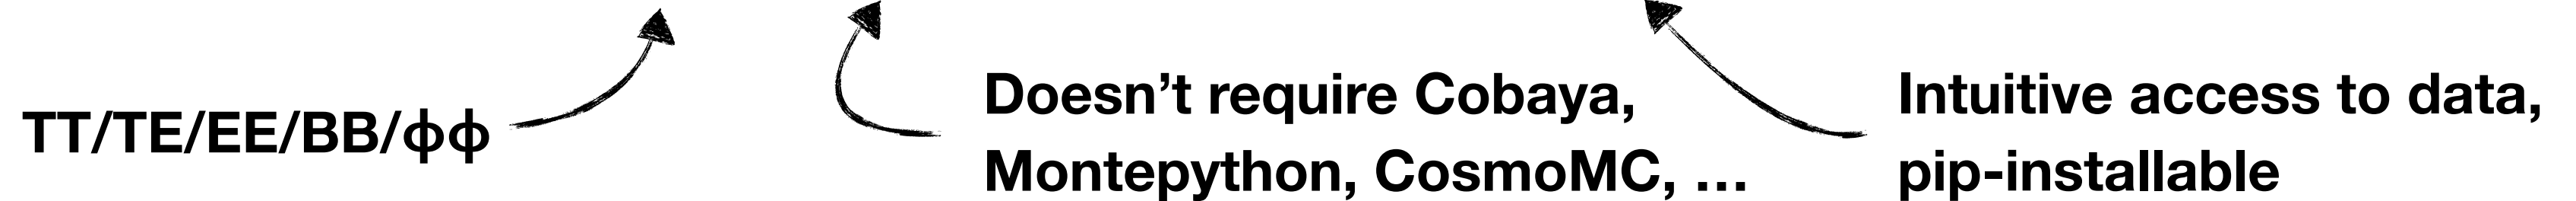 TT/TE/EE/BB/ϕϕ
Doesn’t require Cobaya,
Montepython, CosmoMC, …
Intuitive access to data,
pip-installable